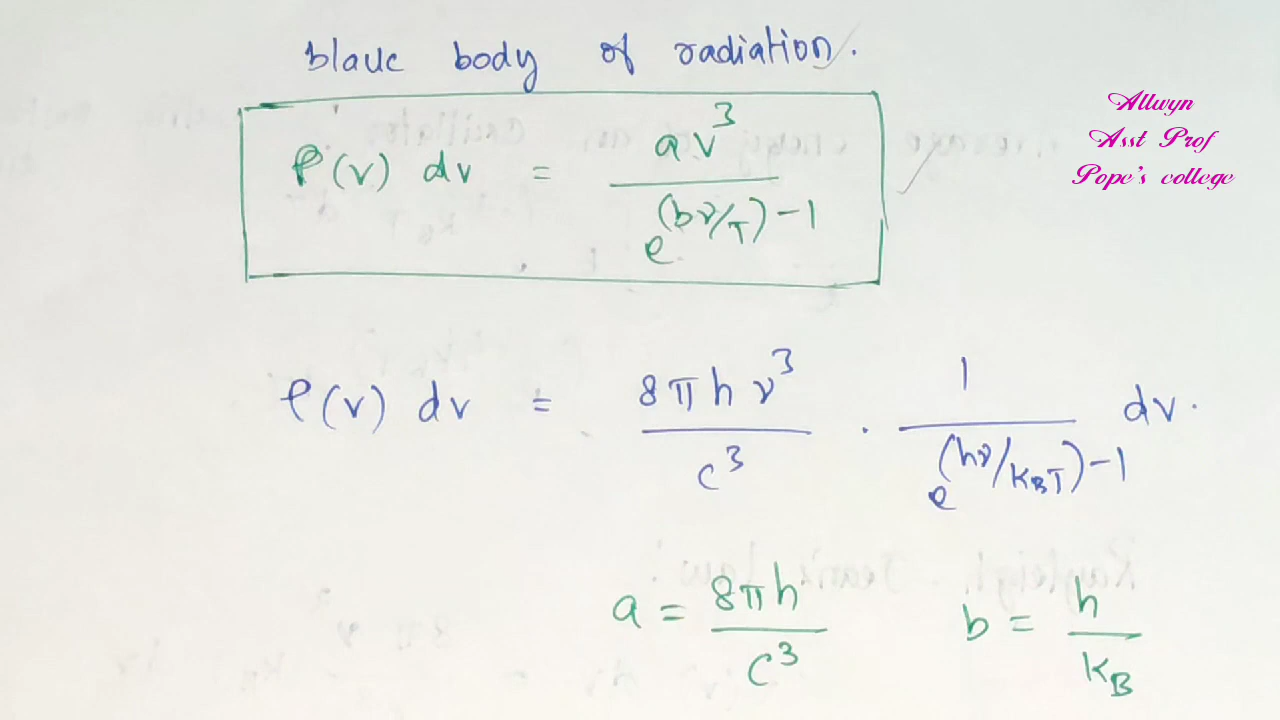 blauc body of radiation.
Allwyn
Asst Prof
Pope's college
ρ(ν) dν = aν³ / e^(bν/T) - 1
ρ(ν) dν = 8πhν³ / c³ · 1 / e^(hν/K_BT) - 1 dν.
a = 8πh / c³ b = h / K_B